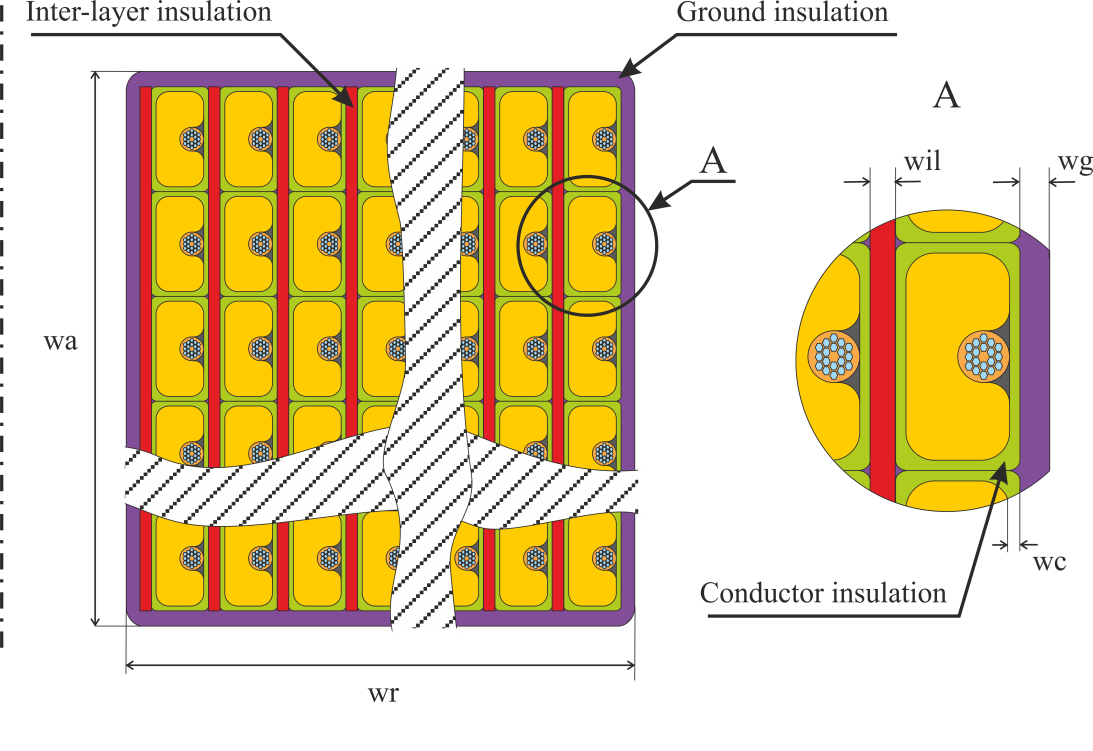 Inter-layer insulation
Ground insulation
A
A
wil
wg
wa
wc
Conductor insulation
wr